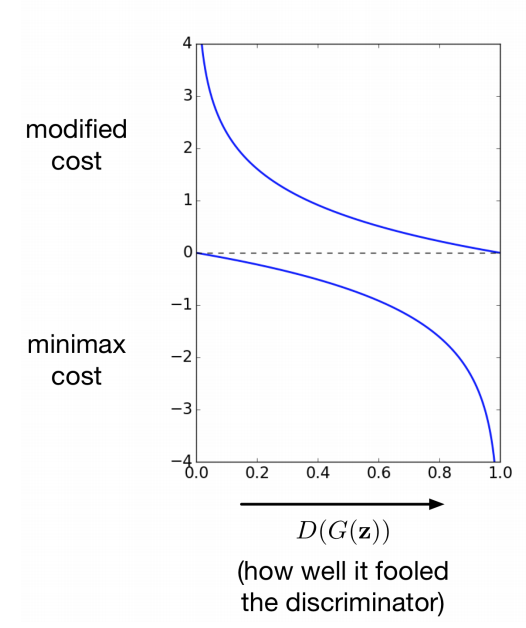 modified
cost
minimax
cost
4
3
2
1
0
−1
−2
−3
−4
0.0 0.2 0.4 0.6 0.8 1.0
D(G(z))
(how well it fooled
the discriminator)